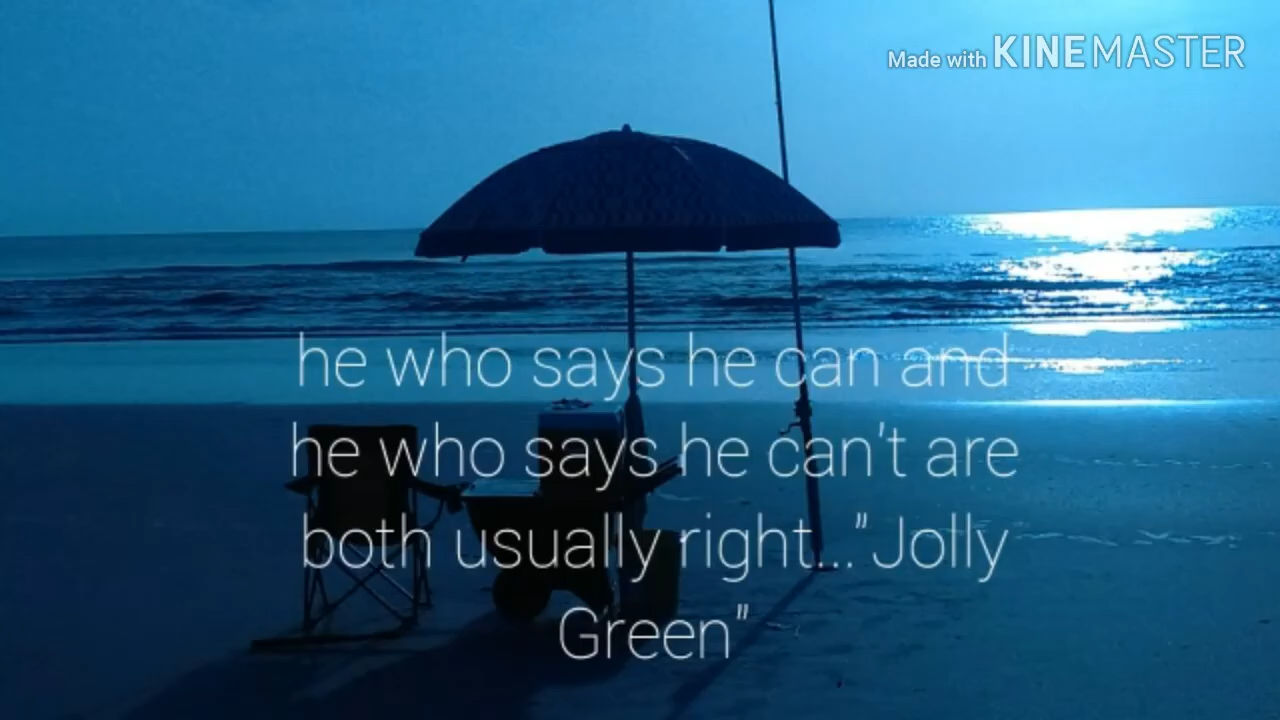 Made with KINEMASTER
he who says he can and
he who says he can't are
both usually right..." Jolly
Green"